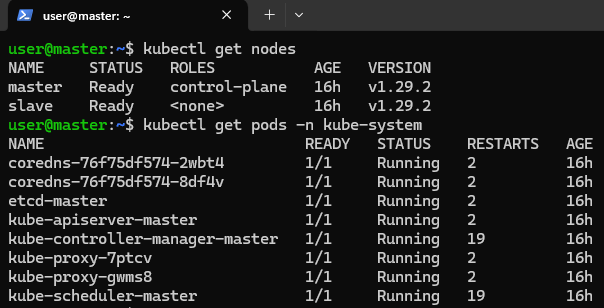 user@master: ~
user@master:~$ kubectl get nodes
NAME STATUS ROLES AGE VERSION
master Ready control-plane 16h v1.29.2
slave Ready <none> 16h v1.29.2
user@master:~$ kubectl get pods -n kube-system
NAME READY STATUS RESTARTS AGE
coredns-76f75df574-2wbt4 1/1 Running 2 16h
coredns-76f75df574-8df4v 1/1 Running 2 16h
etcd-master 1/1 Running 2 16h
kube-apiserver-master 1/1 Running 2 16h
kube-controller-manager-master 1/1 Running 19 16h
kube-proxy-7ptcv 1/1 Running 2 16h
kube-proxy-gwms8 1/1 Running 2 16h
kube-scheduler-master 1/1 Running 19 16h